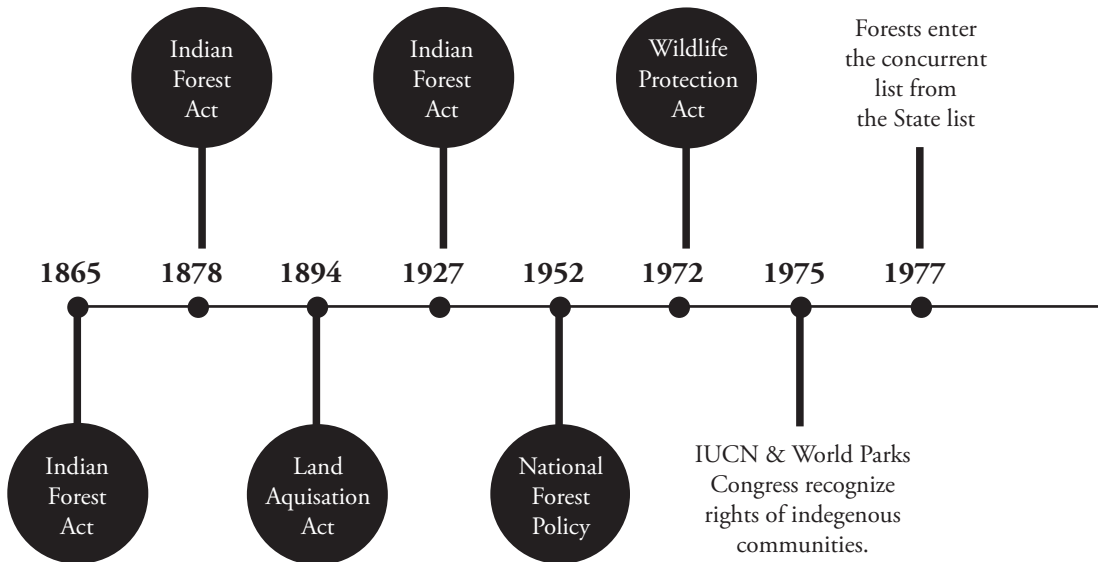 Indian
Forest
Act
Indian
Forest
Act
Wildlife
Protection
Act
Forests enter
the concurrent
list from
the State list
1865
1878
1894
1927
1952
1972
1975
1977
Indian
Forest
Act
Land
Aquisation
Act
National
Forest
Policy
IUCN & World Parks
Congress recognize
rights of indegenous
communities.